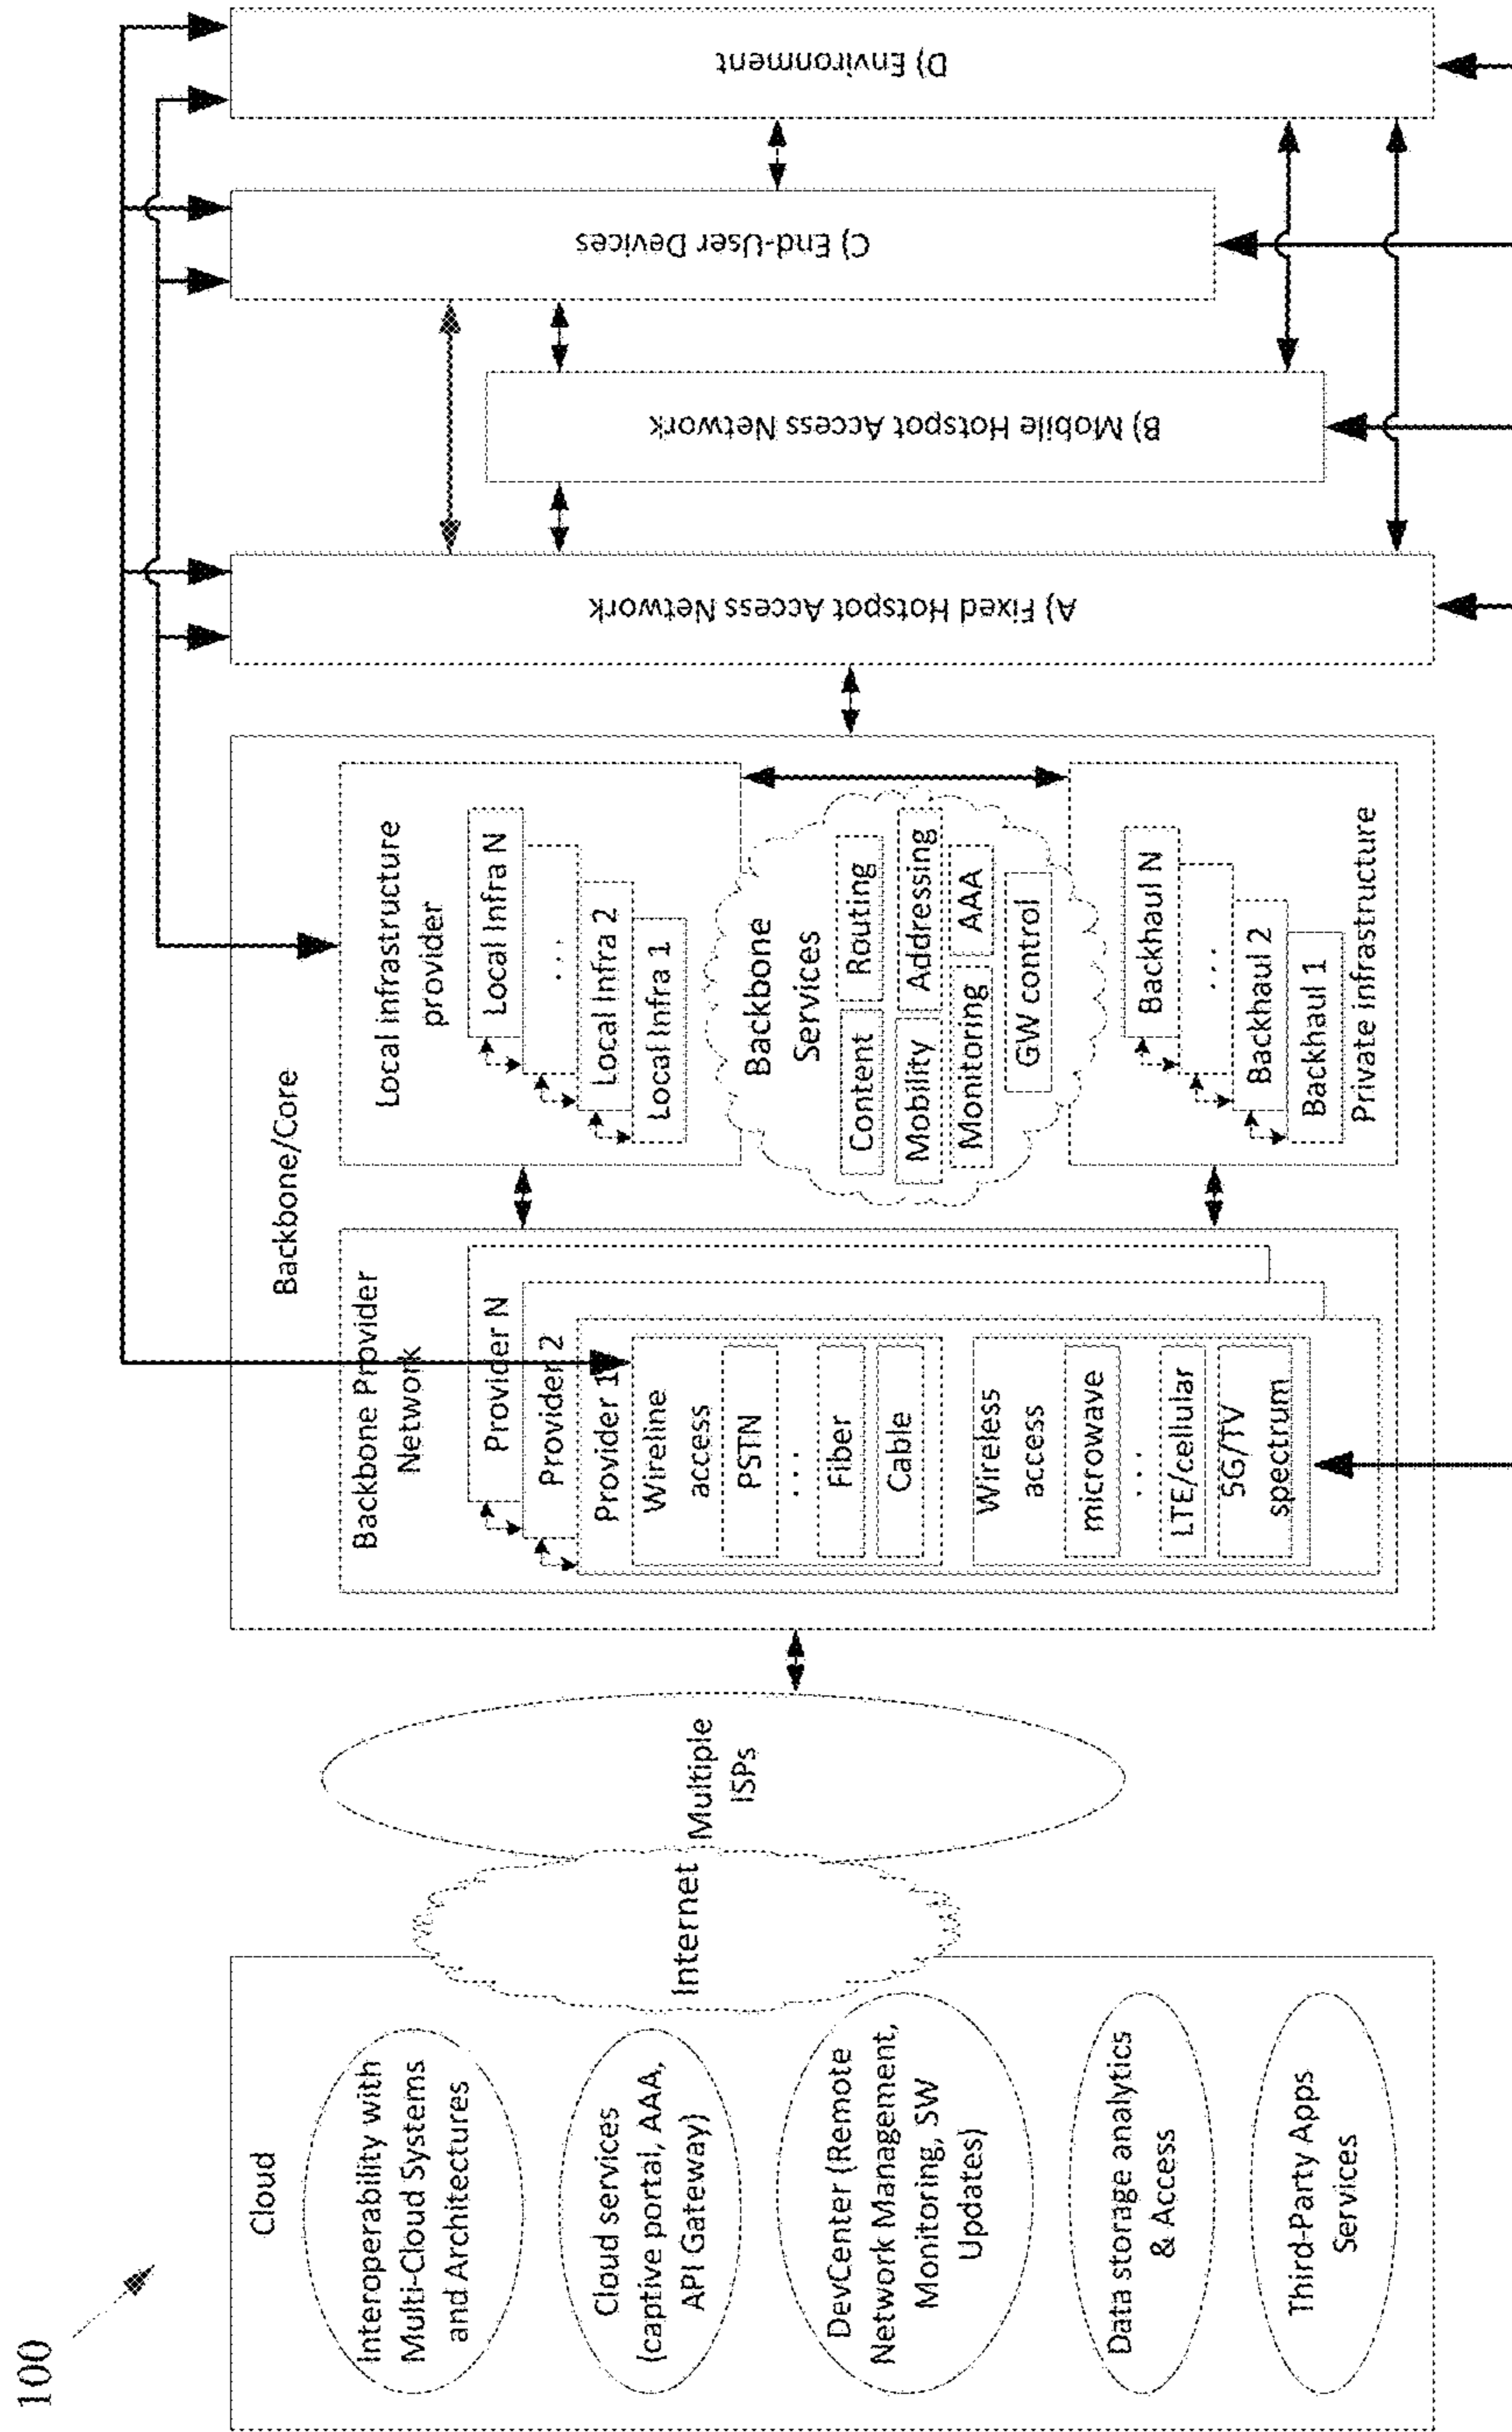 100
Cloud
Interoperability with
Multi-Cloud Systems
and Architectures
Cloud services
(captive portal, AAA,
API Gateway)
DevCenter (Remote
Network Management,
Monitoring, SW
Updates)
Data storage analytics
& Access
Third-Party Apps
Services
Internet
Multiple
ISPs
Backbone/Core
Backbone Provider
Network
Provider N
Provider 2
Provider 1
Wireline
access
PSTN
...
Fiber
Cable
Wireless
access
microwave
...
LTE/cellular
5G/TV
spectrum
Local infrastructure
provider
Local Infra N
...
Local Infra 2
Local Infra 1
Backbone
Services
Content
Routing
Mobility
Addressing
Monitoring
AAA
GW control
Backhaul N
...
Backhaul 2
Backhaul 1
Private infrastructure
A) Fixed Hotspot Access Network
B) Mobile Hotspot Access Network
C) End-User Devices
D) Environment